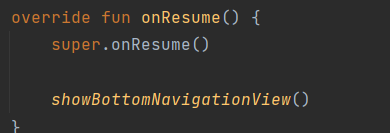 override fun onResume() {
    super.onResume()
    showBottomNavigationView()
}